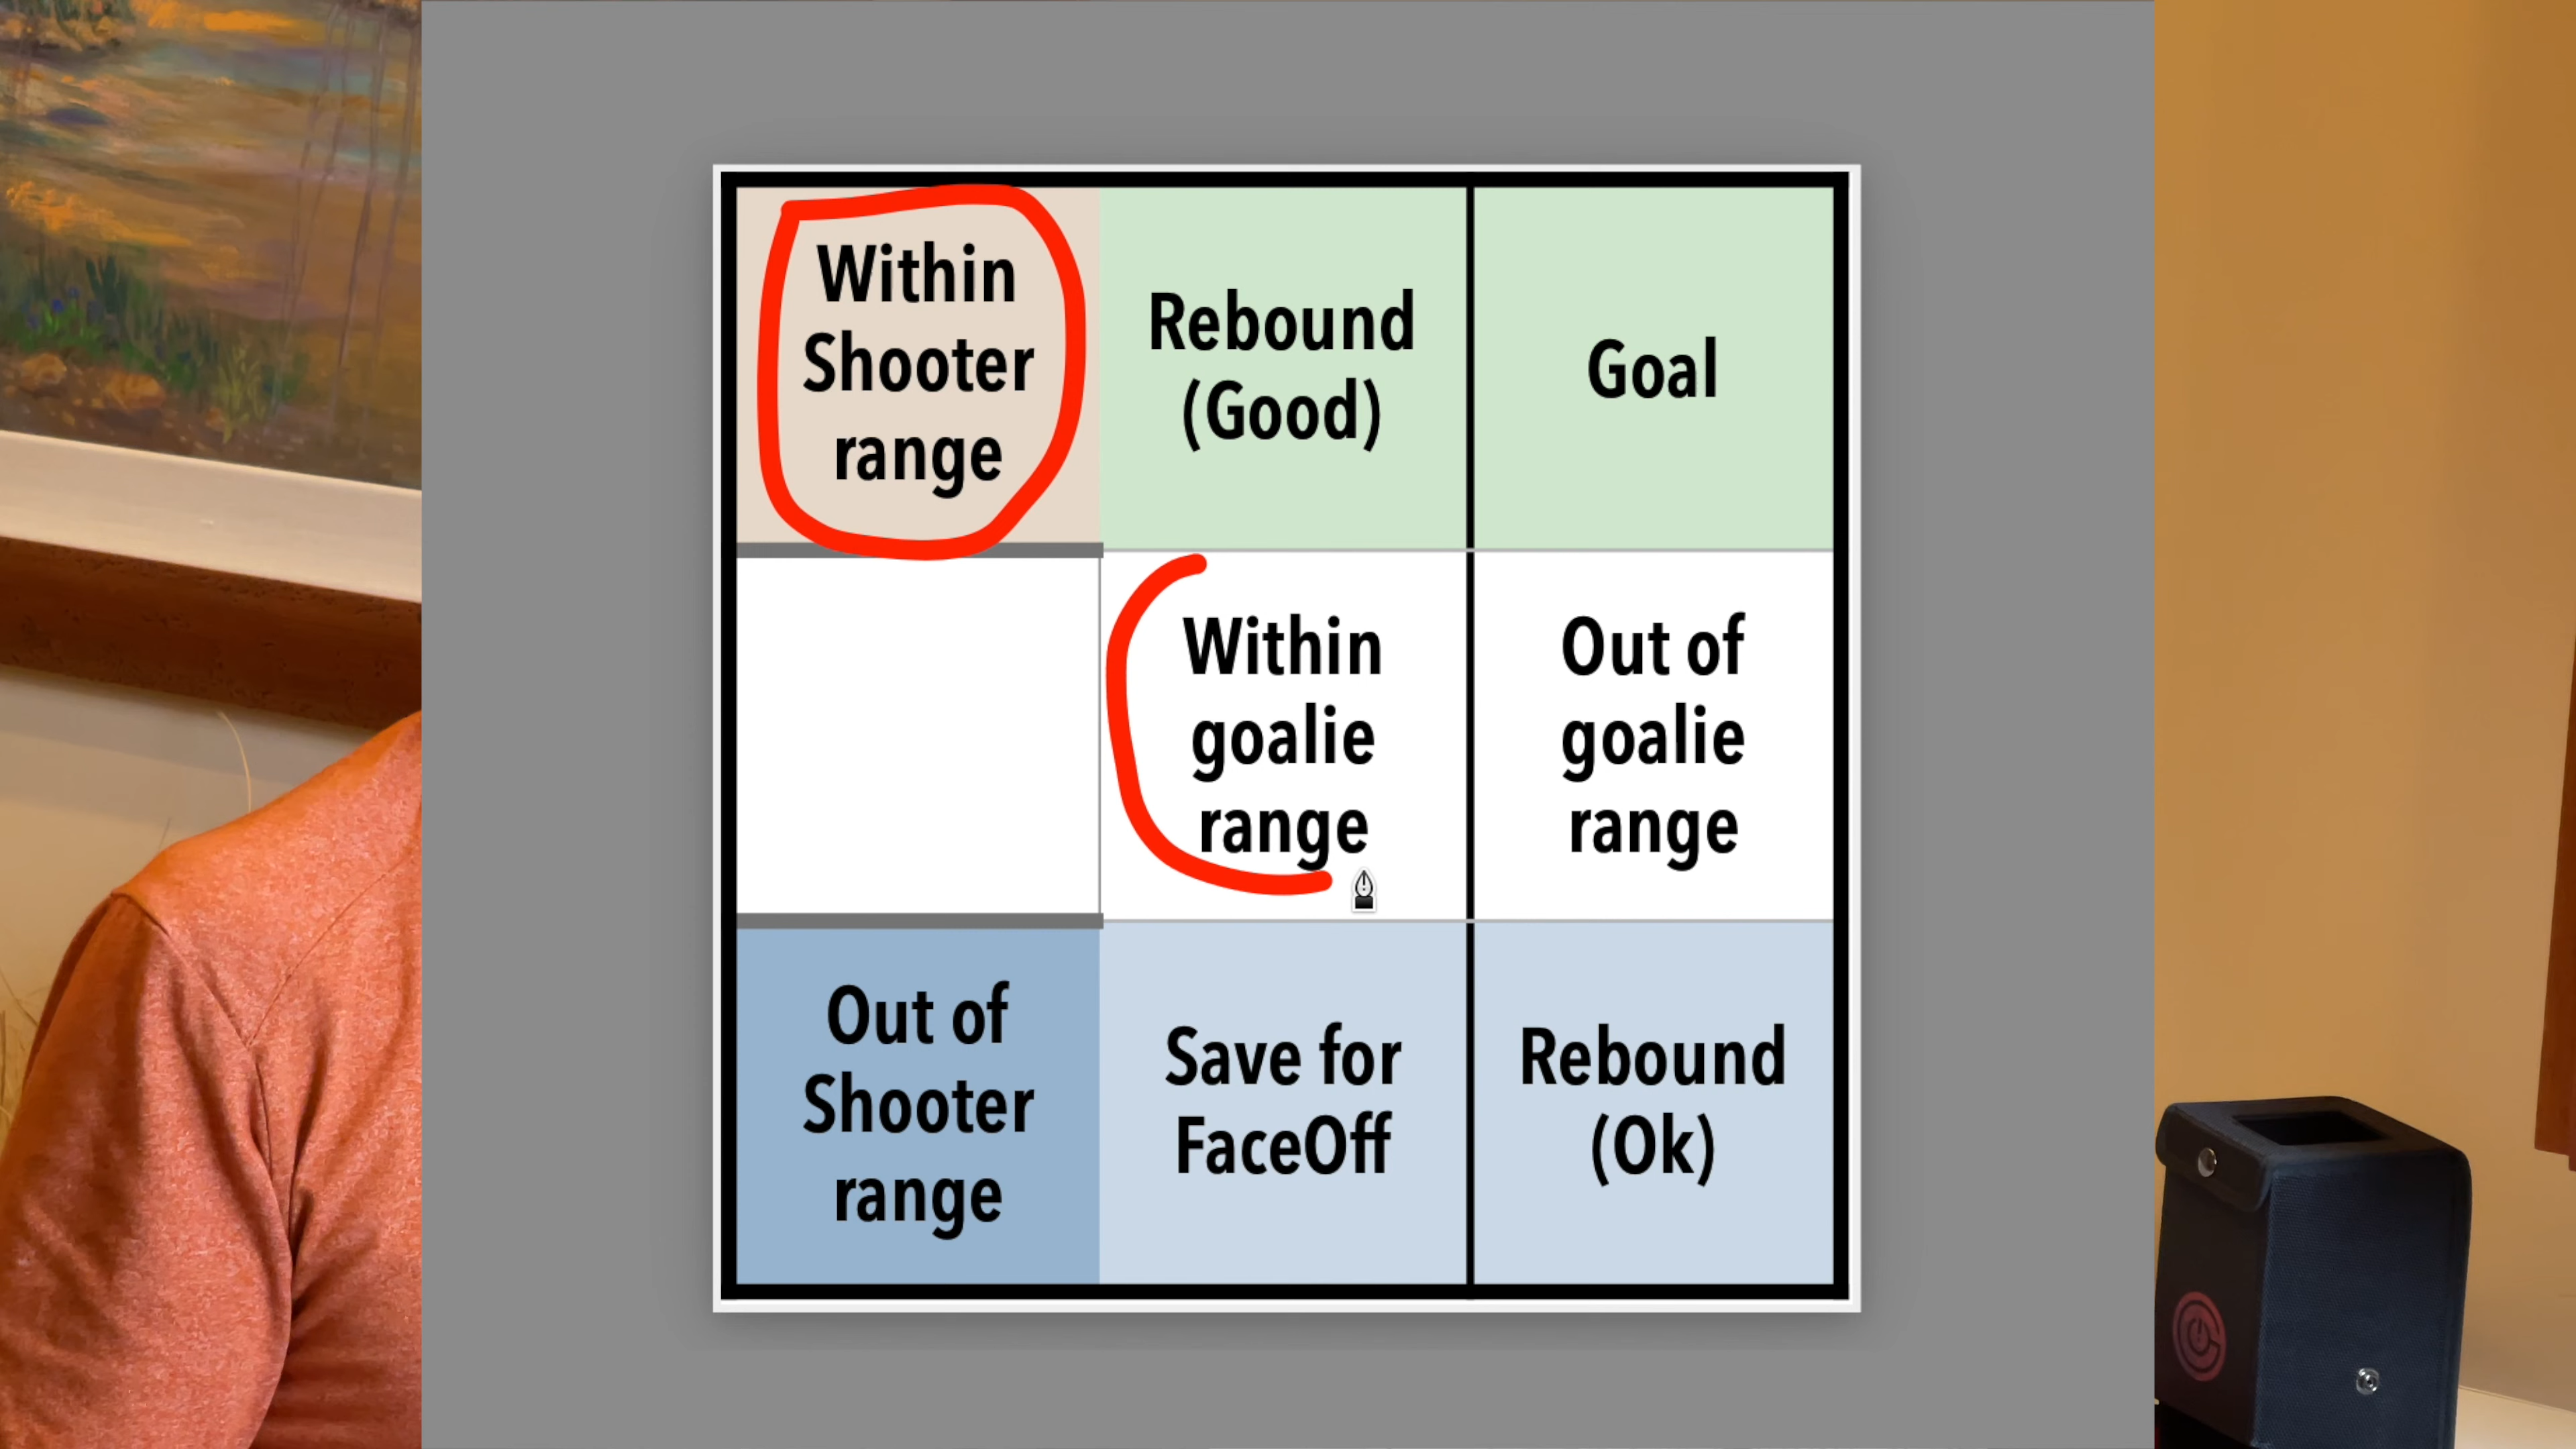 Within
Shooter
range
Rebound
(Good)
Goal
Within
goalie
range
Out of
goalie
range
Out of
Shooter
range
Save for
FaceOff
Rebound
(Ok)